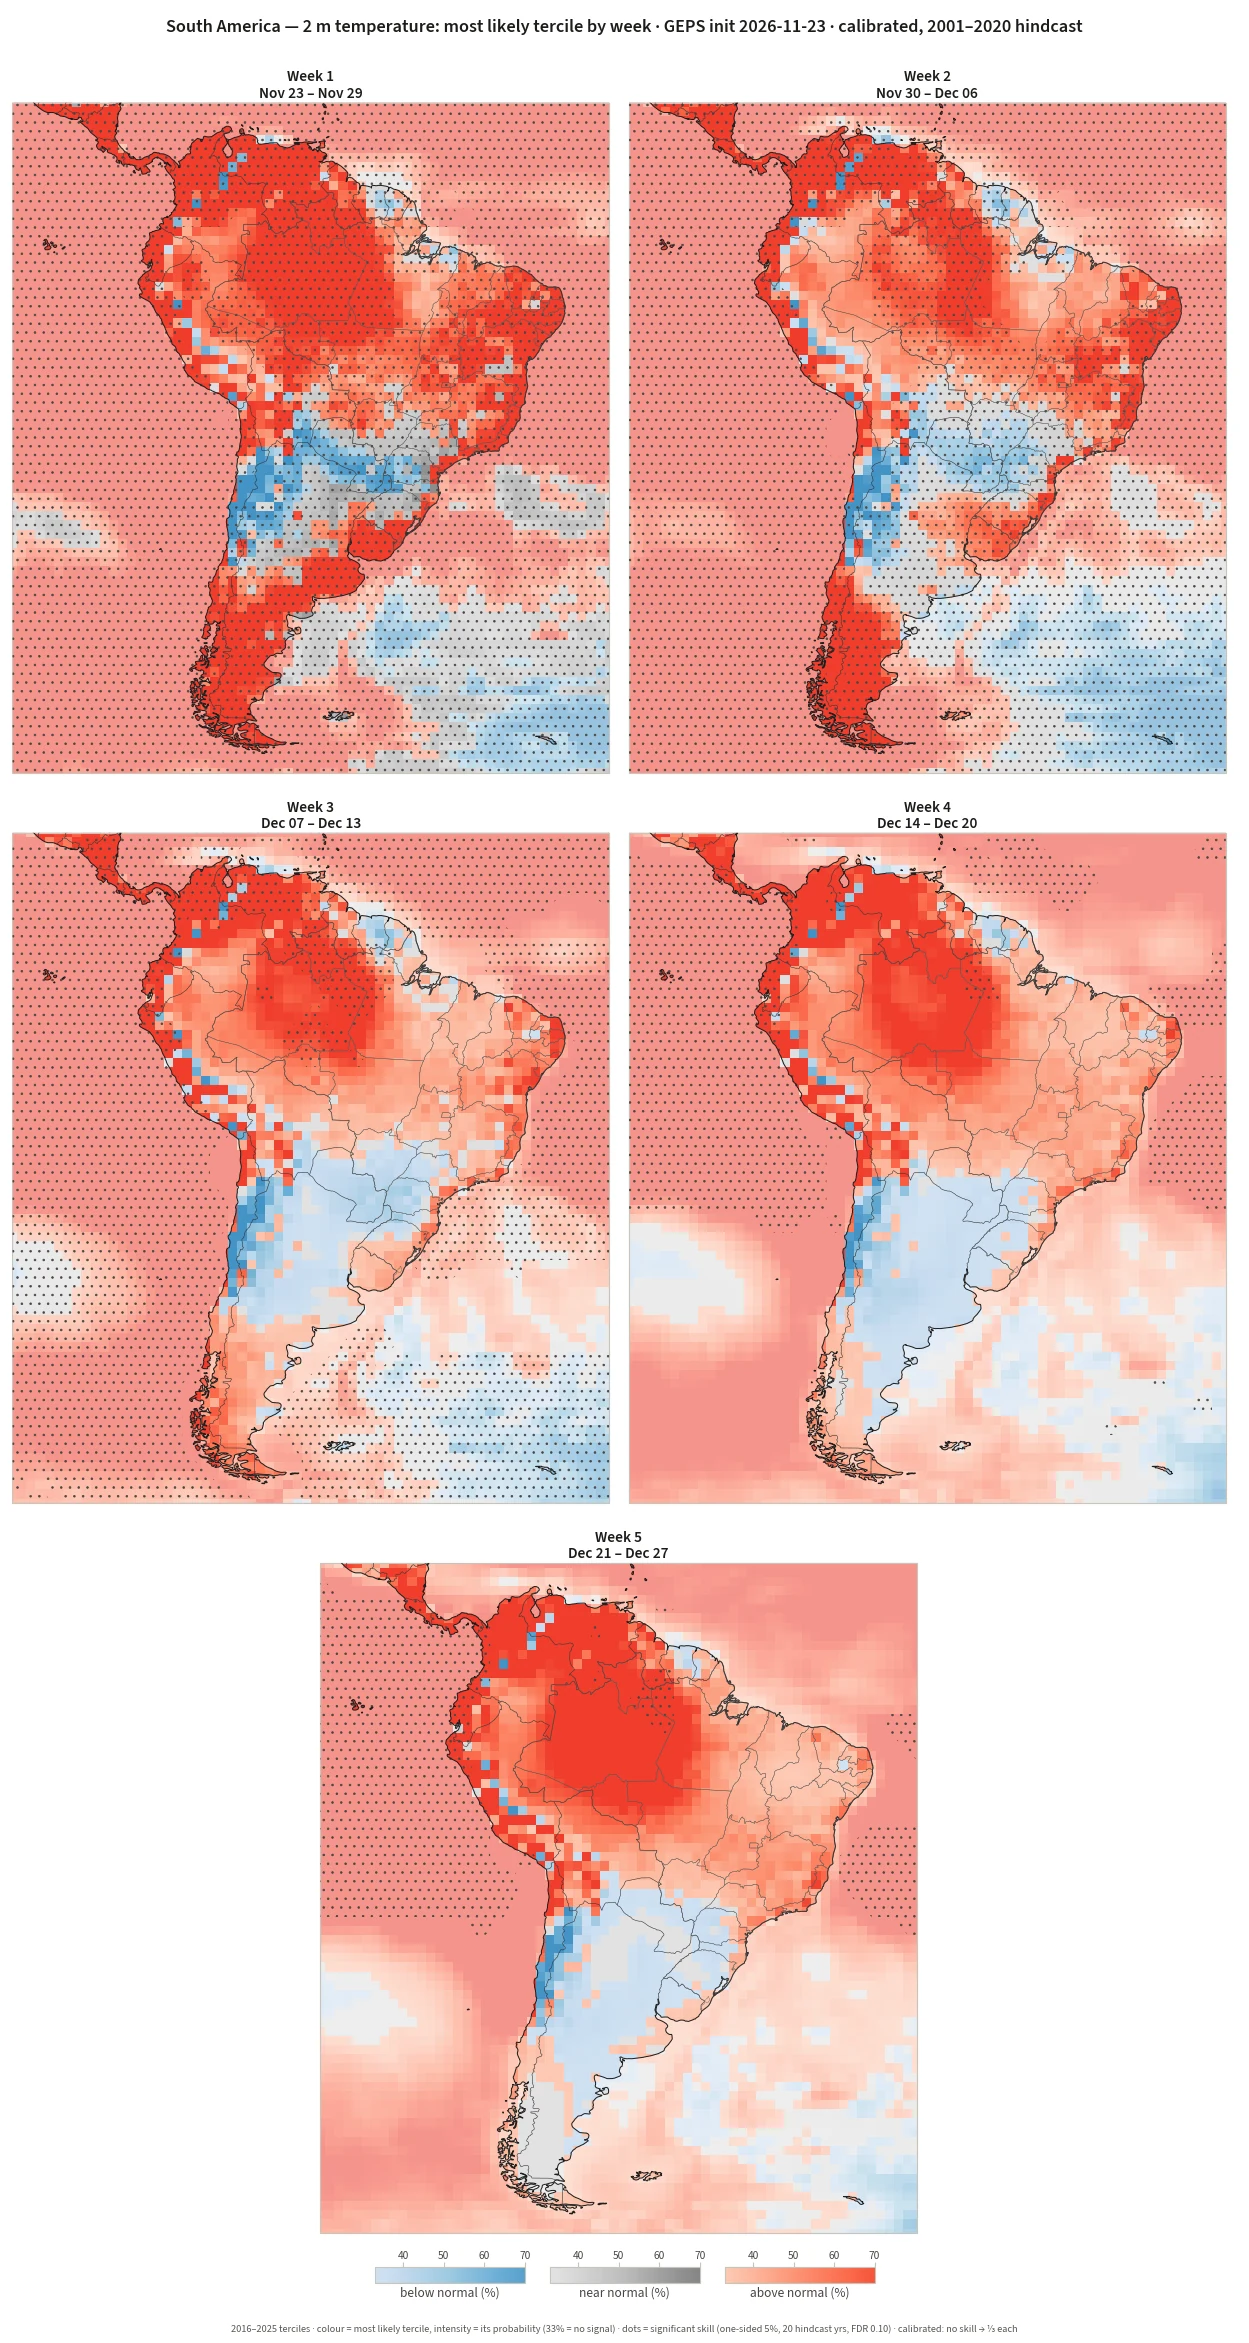 South America — 2 m temperature: most likely tercile by week · GEPS init 2026-11-23 · calibrated, 2001–2020 hindcast
Week 1
Nov 23 – Nov 29
Week 2
Nov 30 – Dec 06
Week 3
Dec 07 – Dec 13
Week 4
Dec 14 – Dec 20
Week 5
Dec 21 – Dec 27
40 50 60 70 40 50 60 70 40 50 60 70
below normal (%) near normal (%) above normal (%)
2016–2025 terciles · colour = most likely tercile, intensity = its probability (33% = no signal) · dots = significant skill (one-sided 5%, 20 hindcast yrs, FDR 0.10) · calibrated: no skill → ⅓ each